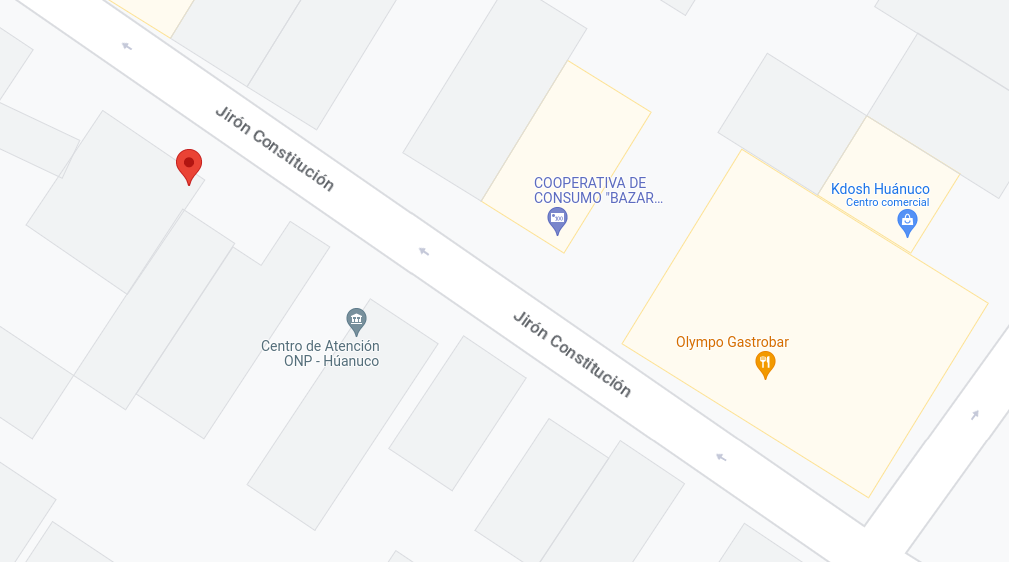 Jirón Constitución
COOPERATIVA DE
CONSUMO "BAZAR...
Kdosh Huánuco
Centro comercial
Centro de Atención
ONP - Húanuco
Jirón Constitución
Olympo Gastrobar